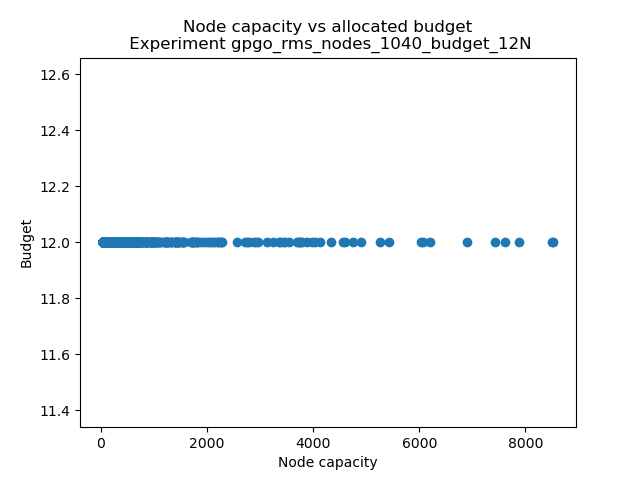 Node capacity vs allocated budget
Experiment gpgo_rms_nodes_1040_budget_12N
12.6
12.4
12.2
12.0
11.8
11.6
11.4
Budget
0 2000 4000 6000 8000
Node capacity